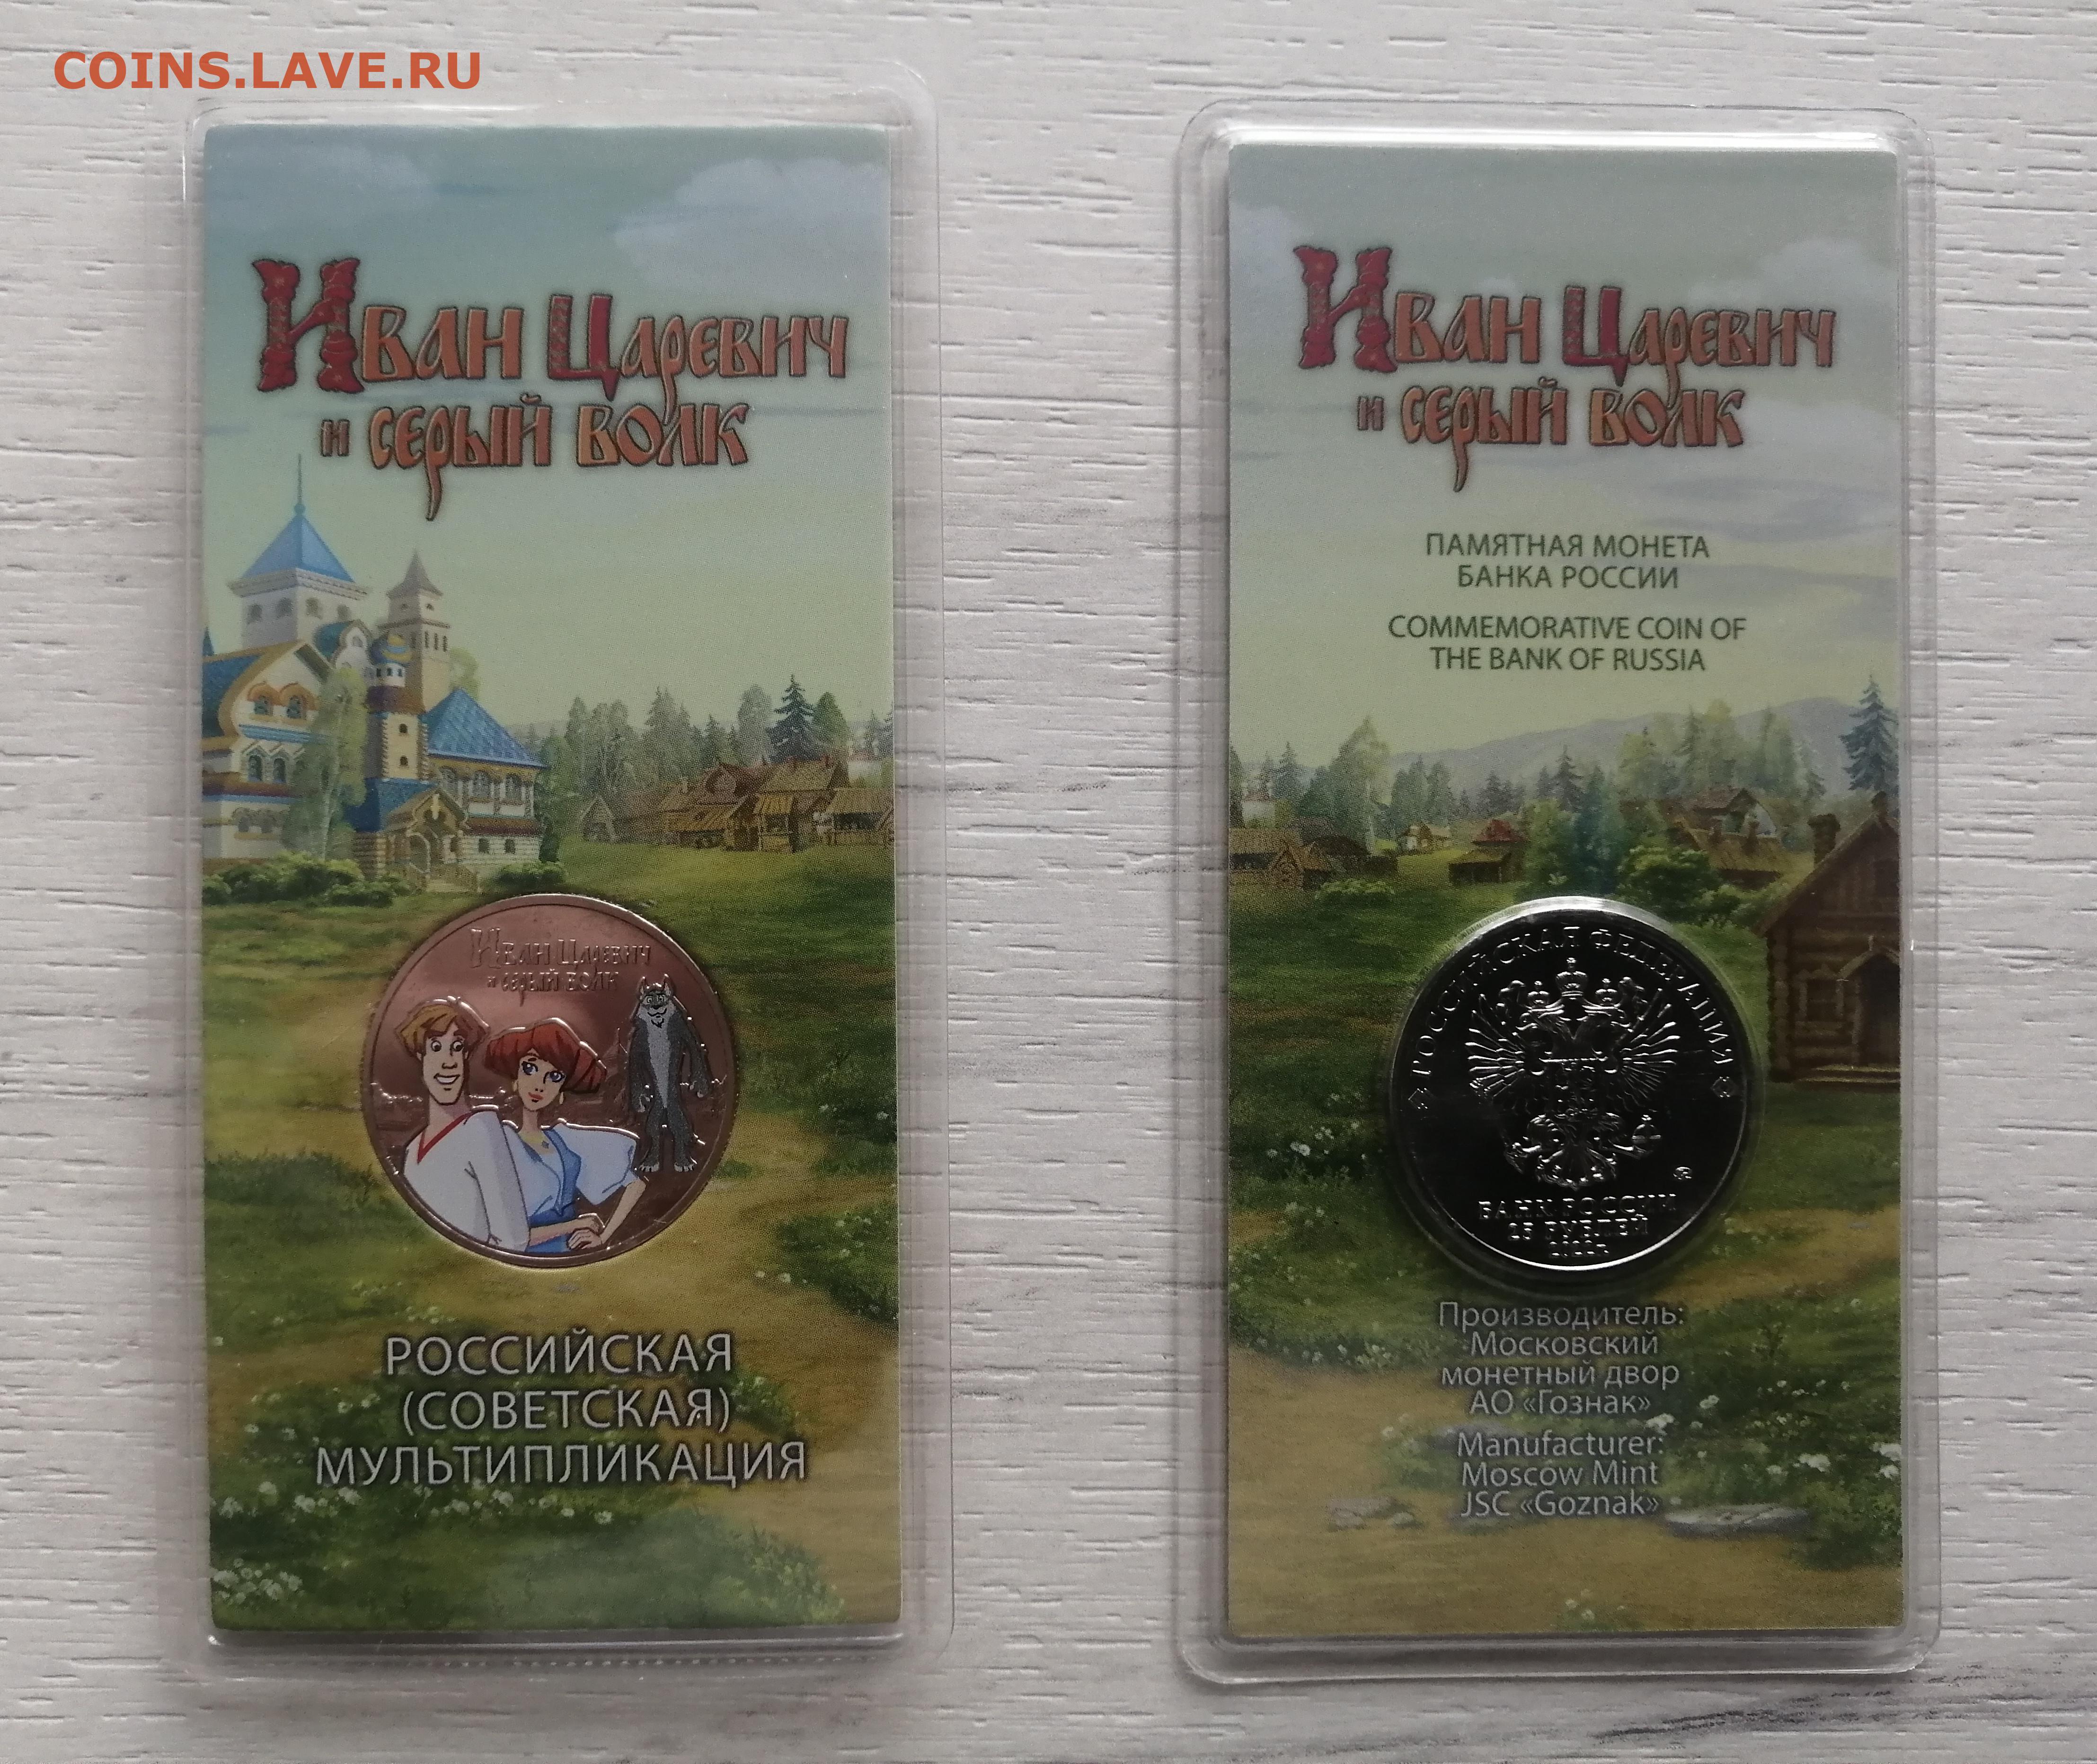 COINS.LAVE.RU
Иван Царевич
и серый волк
Иван Царевич
и серый волк
РОССИЙСКАЯ
(СОВЕТСКАЯ)
МУЛЬТИПЛИКАЦИЯ
Иван Царевич
и серый волк
ПАМЯТНАЯ МОНЕТА
БАНКА РОССИИ
COMMEMORATIVE COIN OF
THE BANK OF RUSSIA
РОССИЙСКАЯ ФЕДЕРАЦИЯ
БАНК РОССИИ
25 РУБЛЕЙ
2022 г.
Производитель:
Московский
монетный двор
АО «Гознак»
Manufacturer:
Moscow Mint
JSC «Goznak»